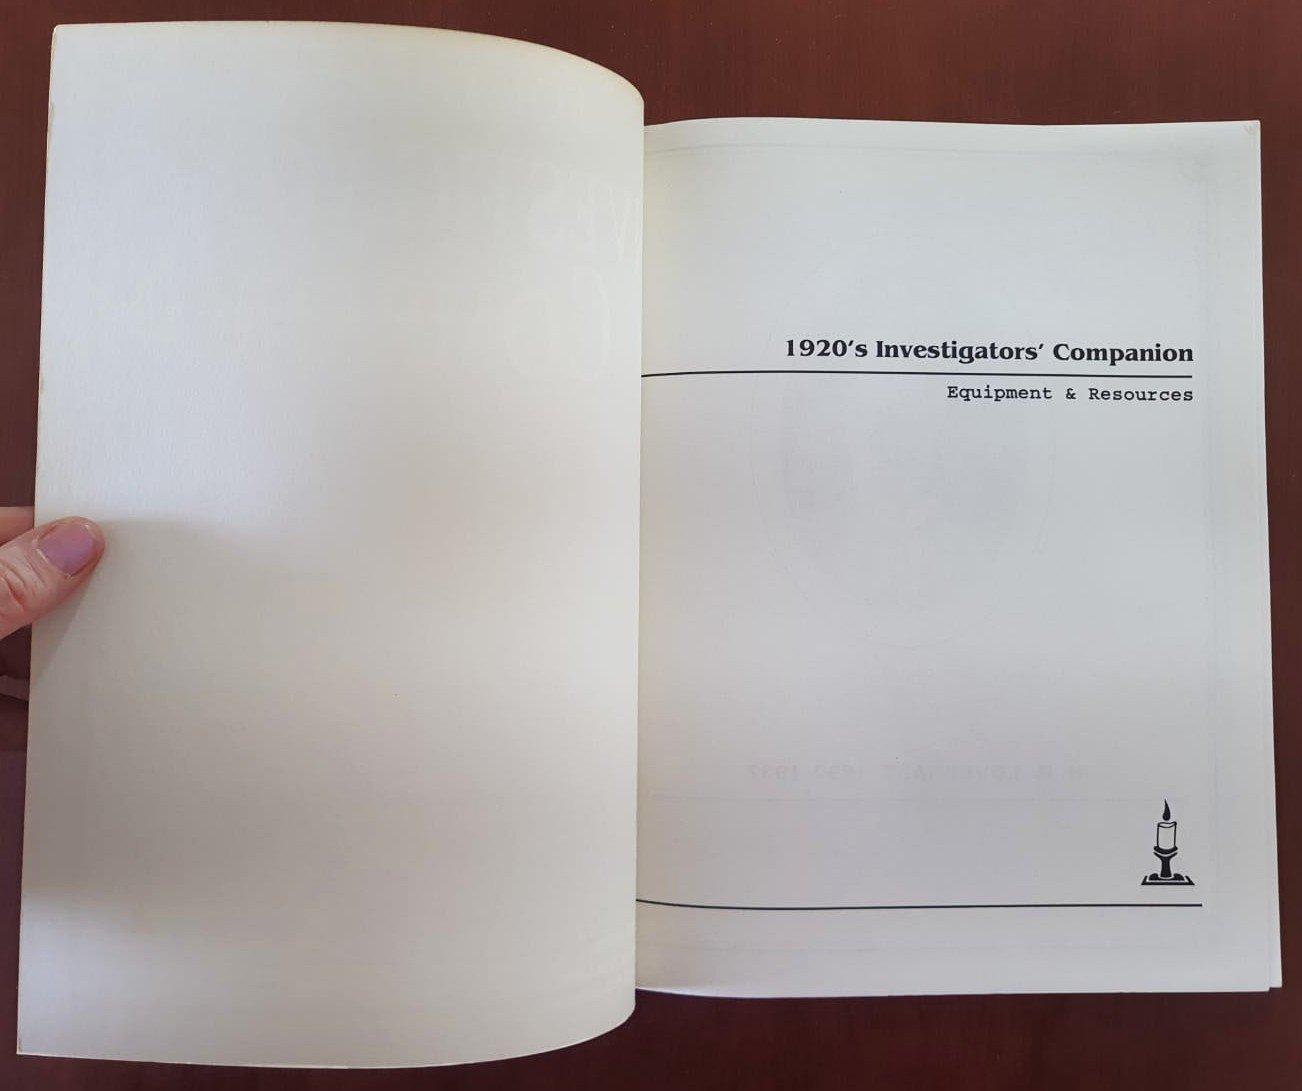 1920's Investigators' Companion
Equipment & Resources